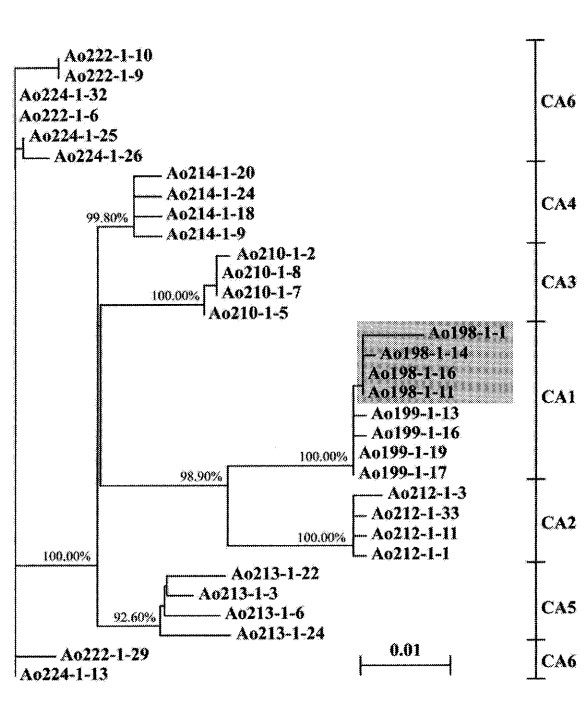 Ao222-1-10
Ao222-1-9
Ao224-1-32
CA6
Ao222-1-6
Ao224-1-25
Ao224-1-26
Ao214-1-20
Ao214-1-24
CA4
Ao214-1-18
99.80%
Ao214-1-9
Ao210-1-2
Ao210-1-8
CA3
Ao210-1-7
100.00%
Ao210-1-5
Ao198-1-1
Ao198-1-14
Ao198-1-16
Ao198-1-11
CA1
Ao199-1-13
Ao199-1-16
Ao199-1-19
100.00%
Ao199-1-17
98.90%
Ao212-1-3
Ao212-1-33
CA2
Ao212-1-11
100.00%
Ao212-1-1
100.00%
Ao213-1-22
Ao213-1-3
CA5
Ao213-1-6
92.60%
Ao213-1-24
0.01
Ao222-1-29
CA6
Ao224-1-13